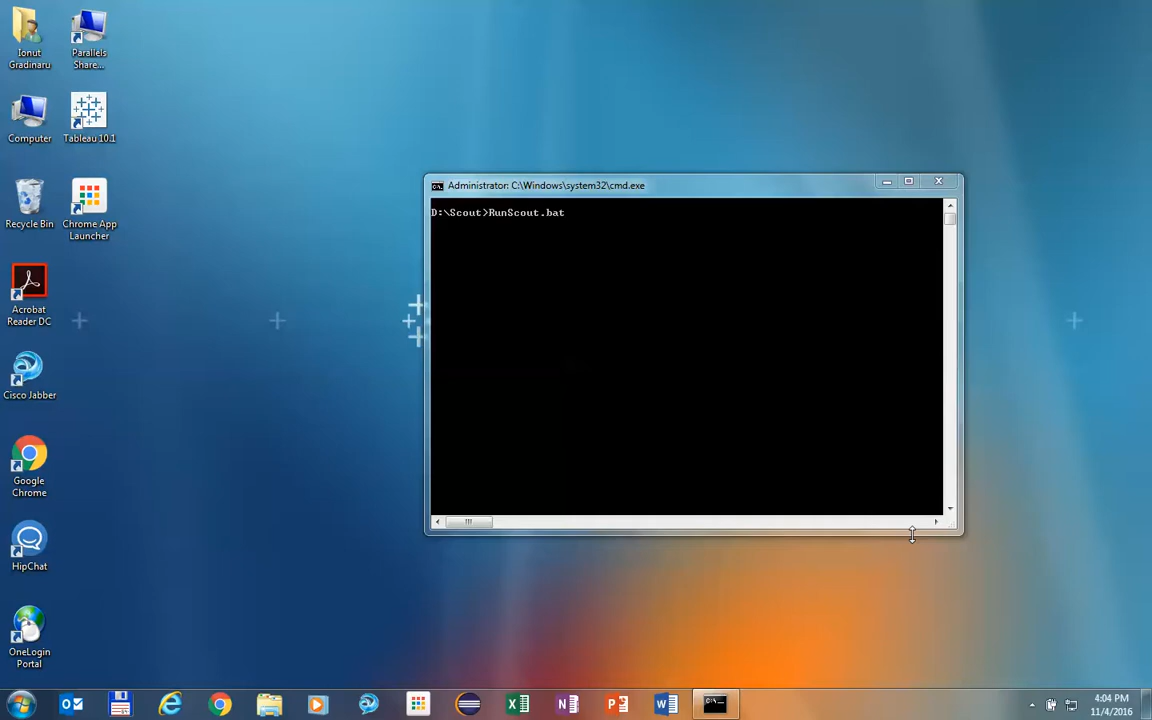 Ionut
Gradinaru
Parallels
Share...
Computer
Tableau 10.1
Recycle Bin
Chrome App
Launcher
Acrobat
Reader DC
Cisco Jabber
Google
Chrome
HipChat
OneLogin
Portal
Administrator: C:\Windows\system32\cmd.exe
D:\Scout>RunScout.bat
4:04 PM
11/4/2016